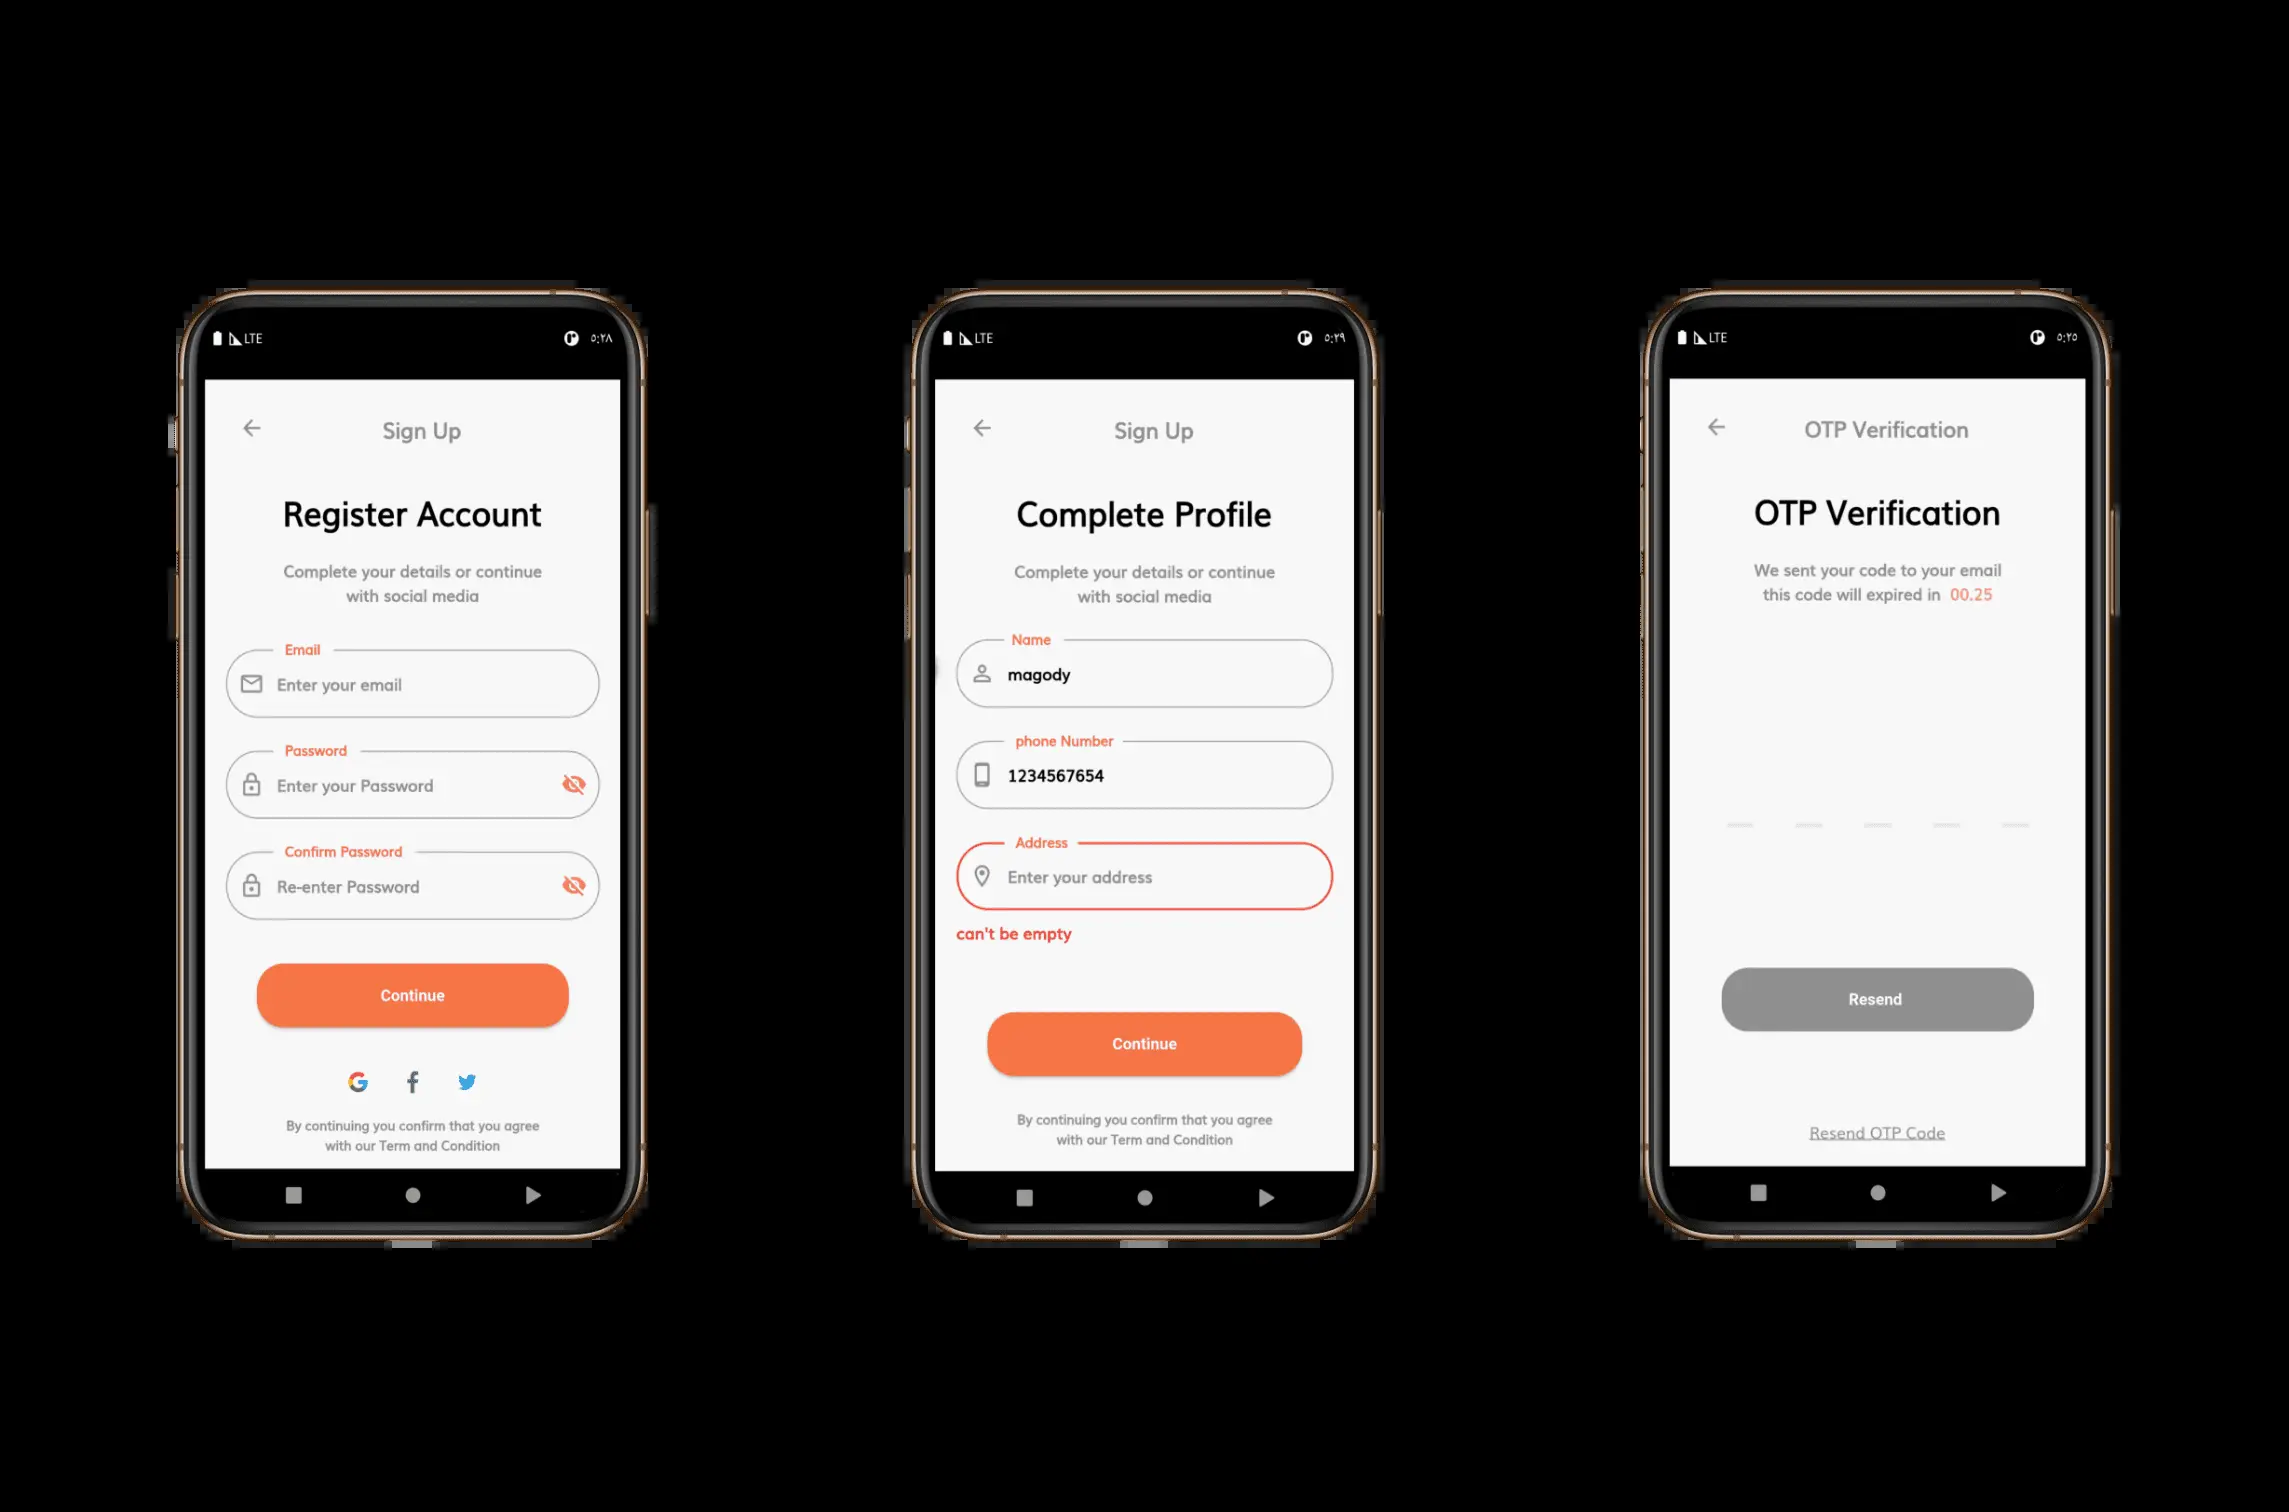 LTE
٥:٢٨
Sign Up
Register Account
Complete your details or continue
with social media
Email
Enter your email
Password
Enter your Password
Confirm Password
Re-enter Password
Continue
By continuing you confirm that you agree
with our Term and Condition
LTE
٥:٢٩
Sign Up
Complete Profile
Complete your details or continue
with social media
Name
magody
phone Number
1234567654
Address
Enter your address
can't be empty
Continue
By continuing you confirm that you agree
with our Term and Condition
LTE
٥:٢٥
OTP Verification
OTP Verification
We sent your code to your email
this code will expired in 00.25
Resend
Resend OTP Code